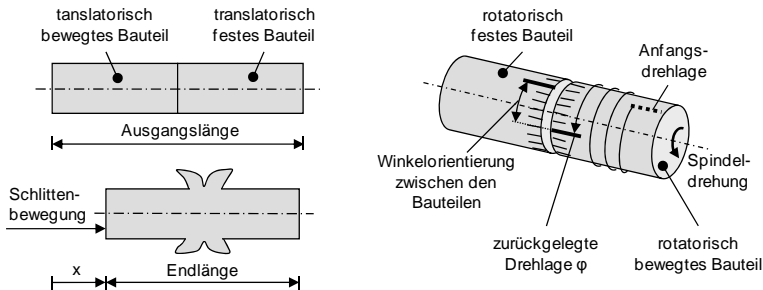 tanslatorisch
bewegtes Bauteil
translatorisch
festes Bauteil
Ausgangslänge
Schlitten-
bewegung
x
Endlänge
rotatorisch
festes Bauteil
Anfangs-
drehlage
Winkelorientierung
zwischen den
Bauteilen
Spindel-
drehung
zurückgelegte
Drehlage φ
rotatorisch
bewegtes Bauteil